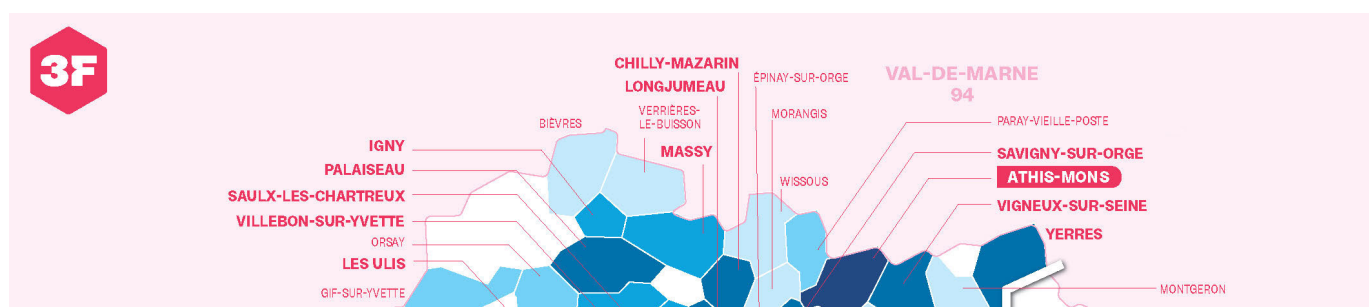 3F
CHILLY-MAZARIN
LONGJUMEAU
ÉPINAY-SUR-ORGE
VAL-DE-MARNE
94
BIÈVRES
VERRIÈRES-
LE-BUISSON
MORANGIS
PARAY-VIEILLE-POSTE
IGNY
MASSY
SAVIGNY-SUR-ORGE
PALAISEAU
WISSOUS
ATHIS-MONS
SAULX-LES-CHARTREUX
VIGNEUX-SUR-SEINE
VILLEBON-SUR-YVETTE
YERRES
ORSAY
LES ULIS
GIF-SUR-YVETTE
MONTGERON